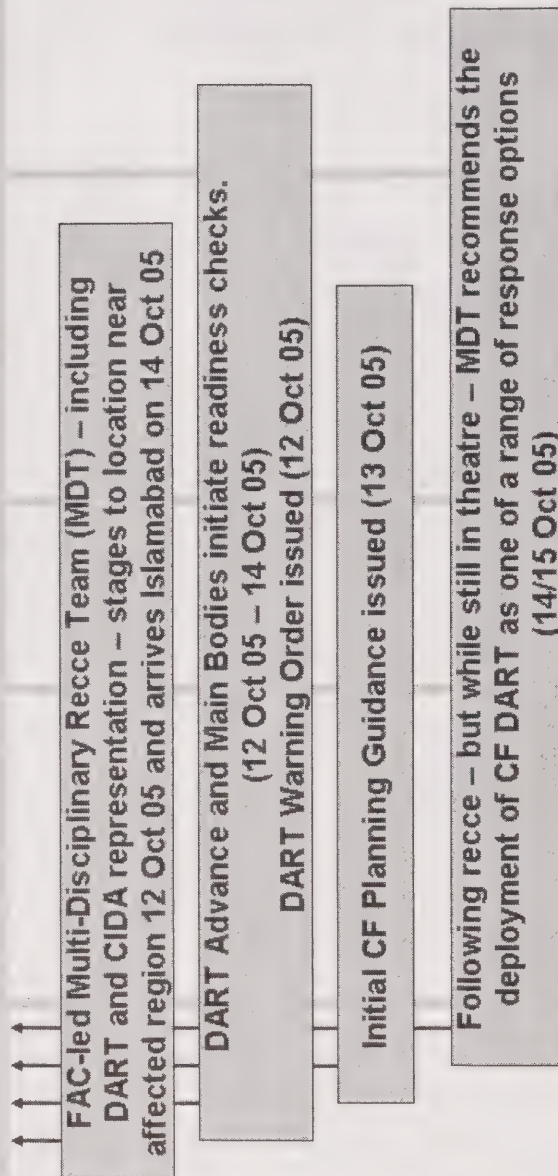 FAC-led Multi-Disciplinary Recce Team (MDT) – including
DART and CIDA representation – stages to location near
affected region 12 Oct 05 and arrives Islamabad on 14 Oct 05
DART Advance and Main Bodies initiate readiness checks.
(12 Oct 05 – 14 Oct 05)
DART Warning Order issued (12 Oct 05)
Initial CF Planning Guidance issued (13 Oct 05)
Following recce – but while still in theatre – MDT recommends the
deployment of CF DART as one of a range of response options
(14/15 Oct 05)